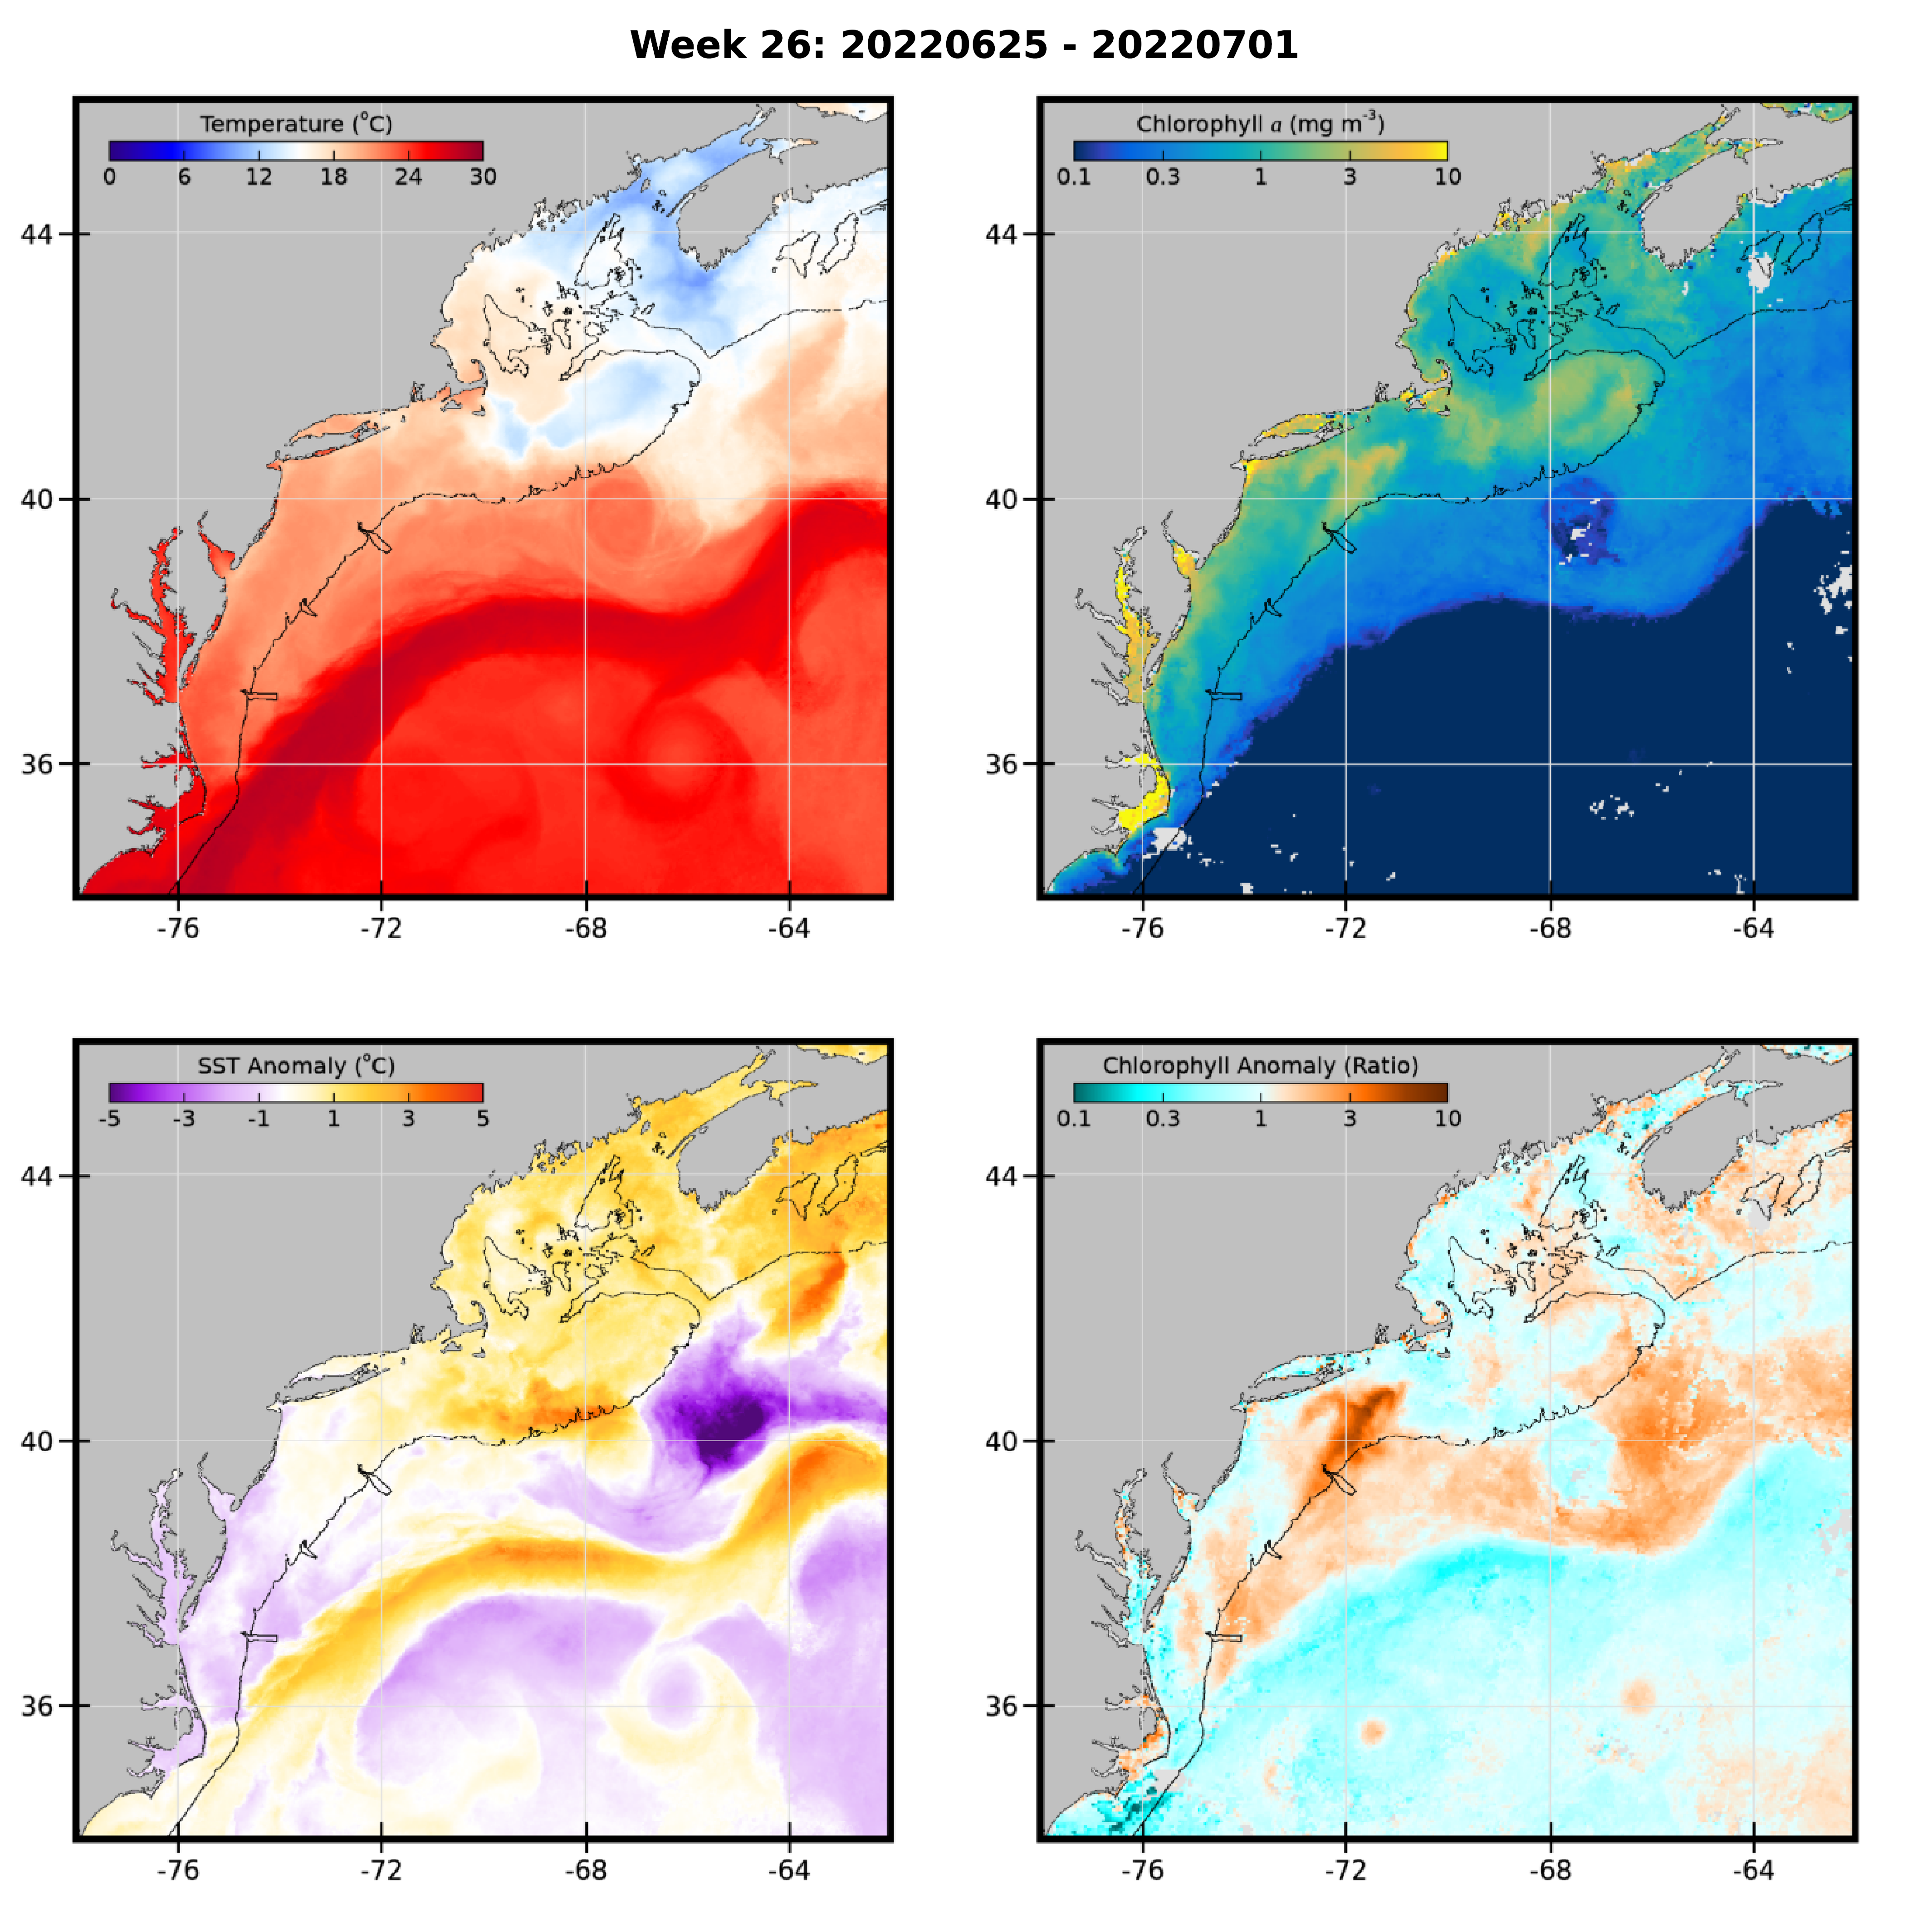 Week 26: 20220625 - 20220701
Temperature (°C)
0 6 12 18 24 30
44
40
36
-76 -72 -68 -64
Chlorophyll a (mg m⁻³)
0.1 0.3 1 3 10
44
40
36
-76 -72 -68 -64
SST Anomaly (°C)
-5 -3 -1 1 3 5
44
40
36
-76 -72 -68 -64
Chlorophyll Anomaly (Ratio)
0.1 0.3 1 3 10
44
40
36
-76 -72 -68 -64